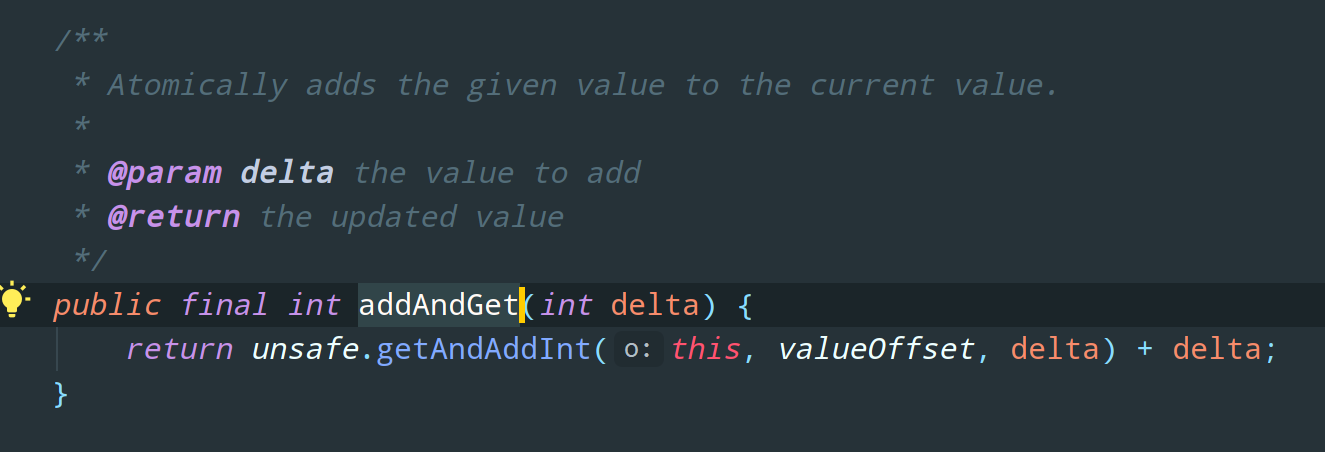 /**
* Atomically adds the given value to the current value.
*
* @param delta the value to add
* @return the updated value
*/
public final int addAndGet(int delta) {
return unsafe.getAndAddInt( o: this, valueOffset, delta) + delta;
}